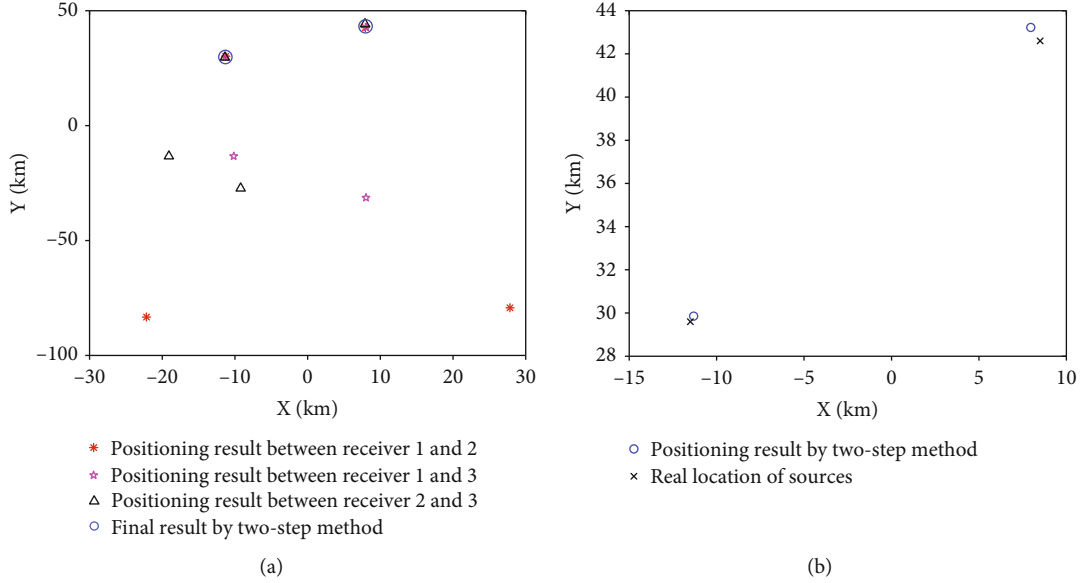 50
0
−50
−100
Y (km)
−30
−20
−10
0
10
20
30
X (km)
Positioning result between receiver 1 and 2
Positioning result between receiver 1 and 3
Positioning result between receiver 2 and 3
Final result by two-step method
(a)
44
42
40
38
36
34
32
30
28
Y (km)
−15
−10
−5
0
5
10
X (km)
Positioning result by two-step method
Real location of sources
(b)